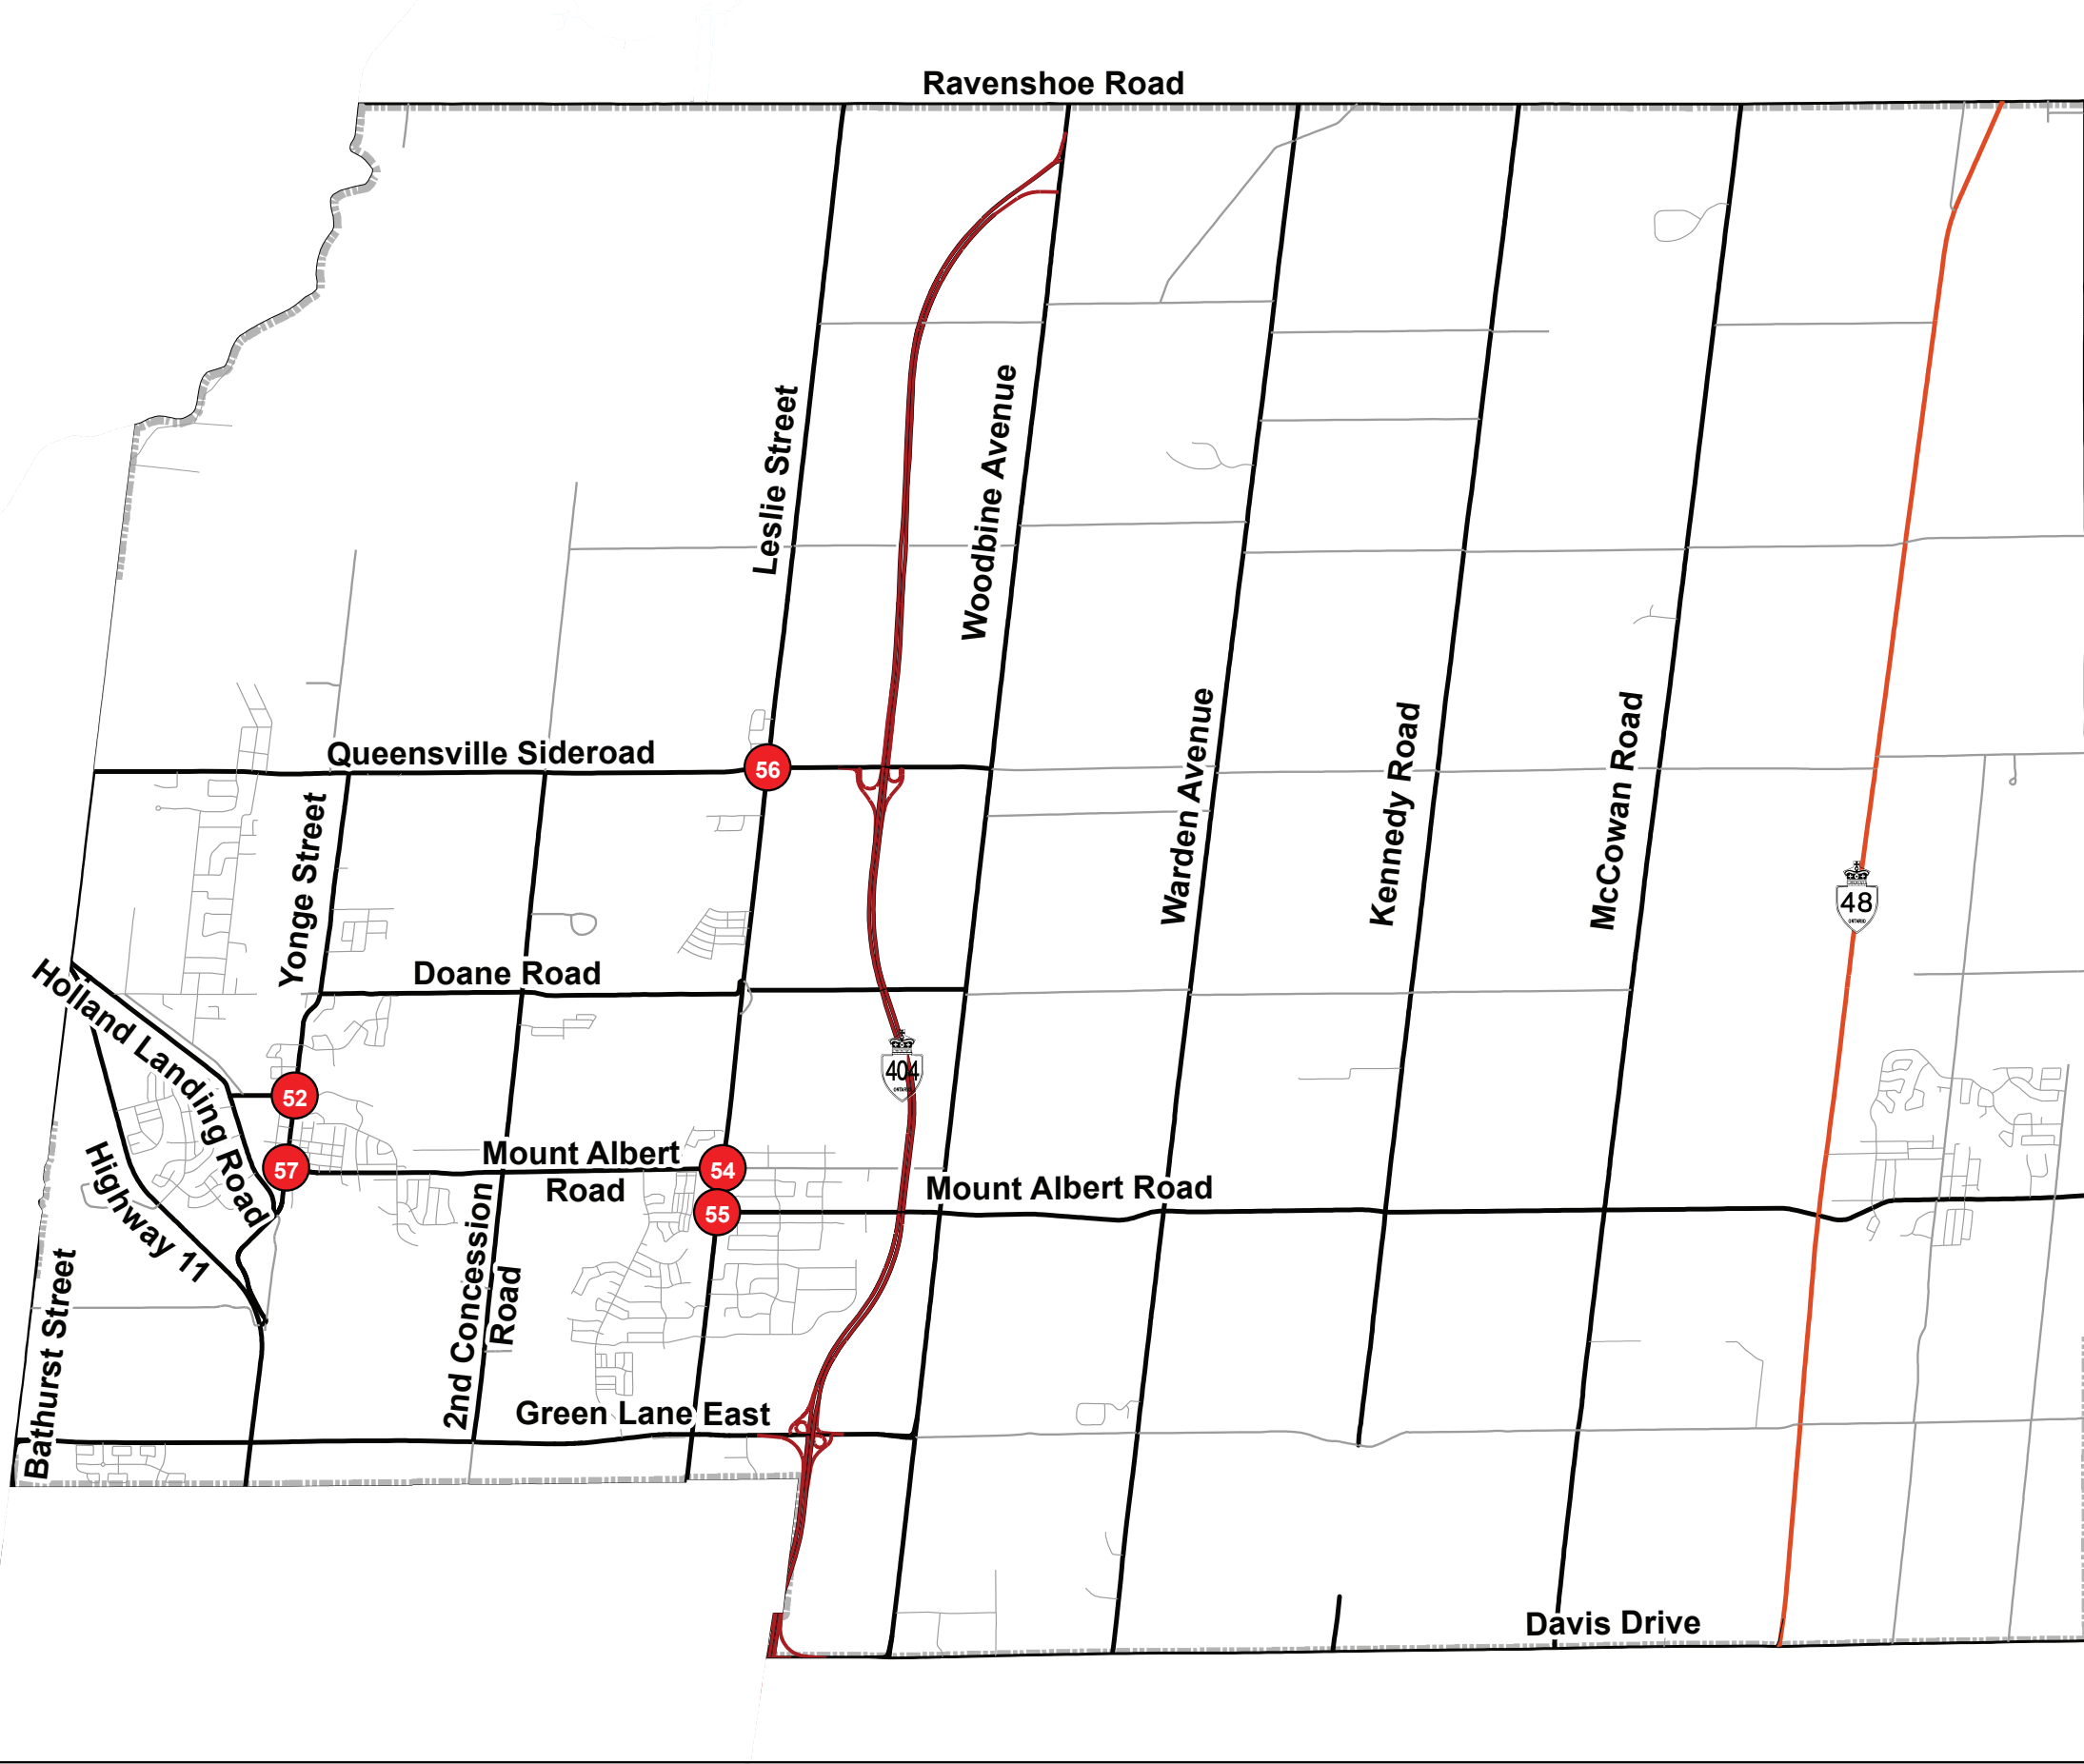 Ravenshoe Road
Leslie Street
Woodbine Avenue
Warden Avenue
Kennedy Road
McCowan Road
Queensville Sideroad
56
Yonge Street
48
ONTARIO
Doane Road
Holland Landing Road
404
ONTARIO
52
Highway 11
57
Mount Albert
Road
54
55
Mount Albert Road
2nd Concession
Road
Bathurst Street
Green Lane East
Davis Drive